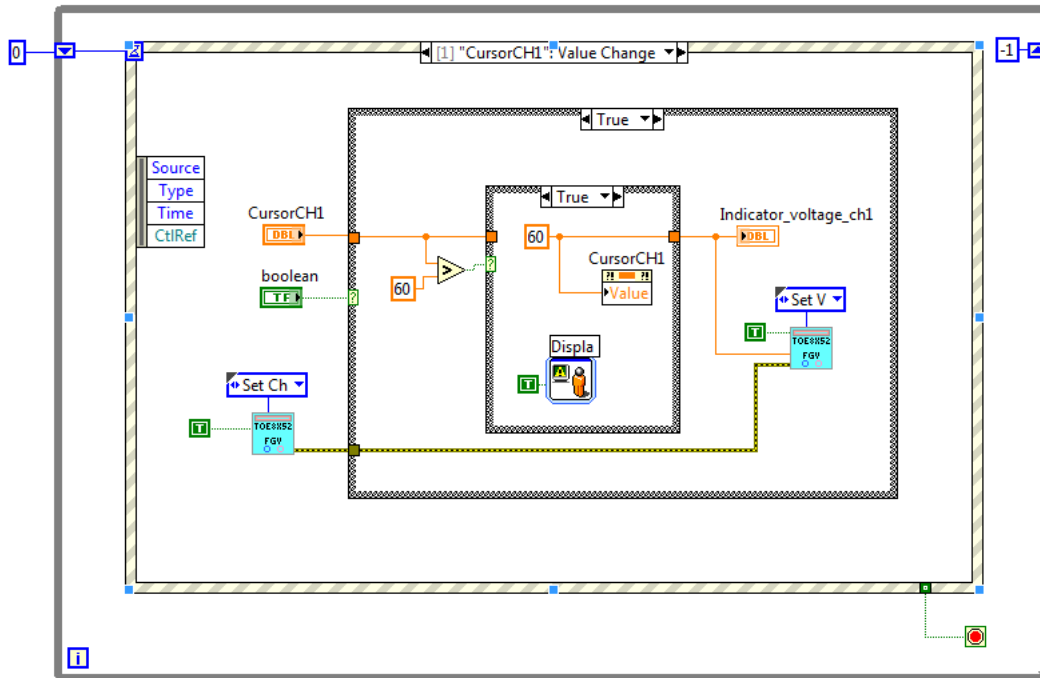 0
[1] "CursorCH1": Value Change
-1
True
Source
Type
Time
CtlRef
True
CursorCH1
DBL
60
Indicator_voltage_ch1
DBL
CursorCH1
Value
>
?
60
boolean
TF
?
Set V
T
TOE8X52
FGV
Displa
T
Set Ch
T
TOE8X52
FGV
i